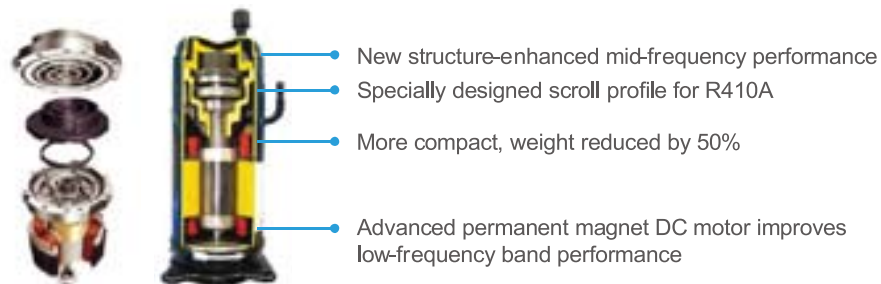 New structure-enhanced mid-frequency performance
Specially designed scroll profile for R410A
More compact, weight reduced by 50%
Advanced permanent magnet DC motor improves
low-frequency band performance